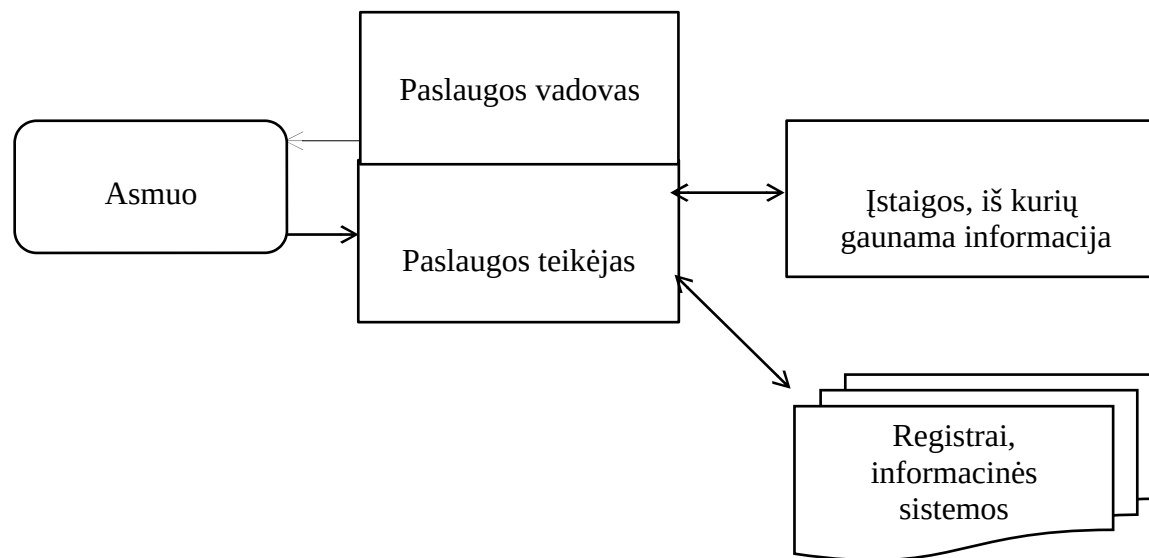 Paslaugos vadovas
Asmuo
Paslaugos teikėjas
Įstaigos, iš kurių
gaunama informacija
Registrai,
informacinės
sistemos